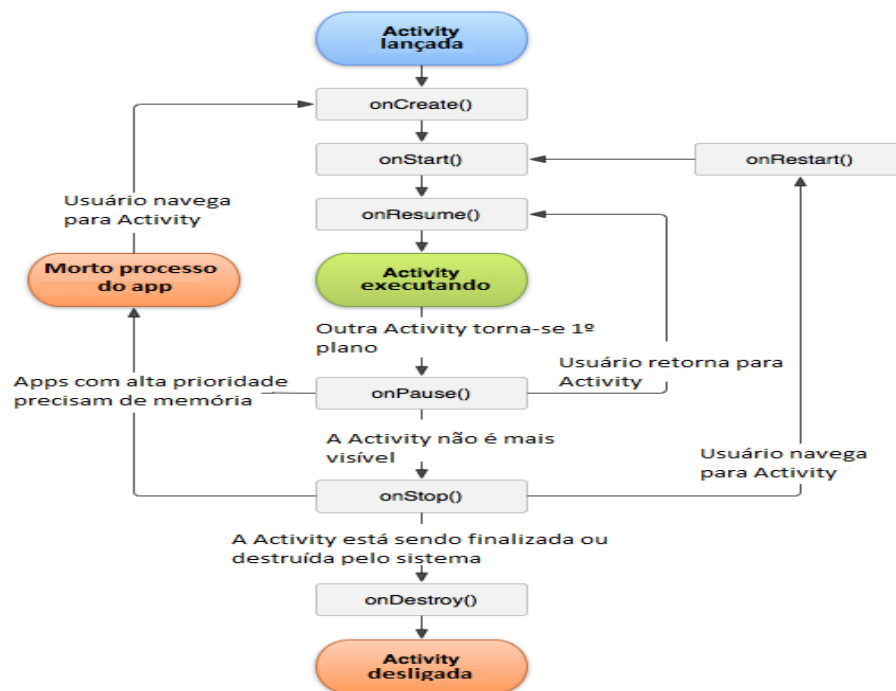 Activity
lançada
onCreate()
onStart()
onRestart()
Usuário navega
para Activity
onResume()
Morto processo
do app
Activity
executando
Outra Activity torna-se 1º
plano
Usuário retorna para
Activity
Apps com alta prioridade
precisam de memória
onPause()
A Activity não é mais
visível
Usuário navega
para Activity
onStop()
A Activity está sendo finalizada ou
destruída pelo sistema
onDestroy()
Activity
desligada